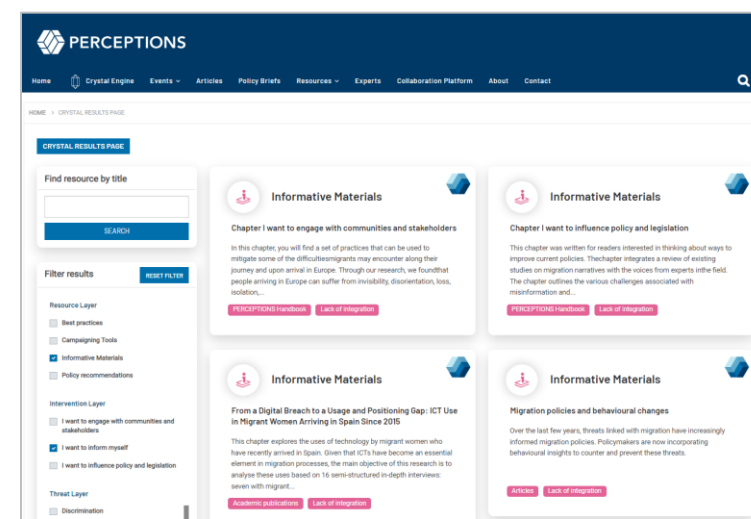 PERCEPTIONS
Home Crystal Engine Events Articles Policy Briefs Resources Experts Collaboration Platform About Contact
HOME > CRYSTAL RESULTS PAGE
CRYSTAL RESULTS PAGE
Find resource by title
SEARCH
Filter results
RESET FILTER
Resource Layer
Best practices
Campaigning Tools
Informative Materials
Policy recommendations
Intervention Layer
I want to engage with communities and
stakeholders
I want to inform myself
I want to influence policy and legislation
Threat Layer
Discrimination
Informative Materials
Chapter I want to engage with communities and stakeholders
In this chapter, you will find a set of practices that can be used to
mitigate some of the difficultiesmigrants may encounter along their
journey and upon arrival in Europe. Through our research, we foundthat
people arriving in Europe can suffer from invisibility, disorientation, loss,
isolation,...
PERCEPTIONS Handbook Lack of integration
Informative Materials
Chapter I want to influence policy and legislation
This chapter was written for readers interested in thinking about ways to
improve current policies. Thechapter integrates a review of existing
studies on migration narratives with the voices from experts inthe field.
The chapter outlines the various challenges associated with
misinformation and...
PERCEPTIONS Handbook Lack of integration
Informative Materials
From a Digital Breach to a Usage and Positioning Gap: ICT Use
in Migrant Women Arriving in Spain Since 2015
This chapter explores the uses of technology by migrant women who
have recently arrived in Spain. Given that ICTs have become an essential
element in migration processes, the main objective of this research is to
analyse these uses based on 16 semi-structured in-depth interviews:
seven with migrant...
Academic publications Lack of integration
Informative Materials
Migration policies and behavioural changes
Over the last few years, threats linked with migration have increasingly
informed migration policies. Policymakers are now incorporating
behavioural insights to counter and prevent these threats.
Articles Lack of integration